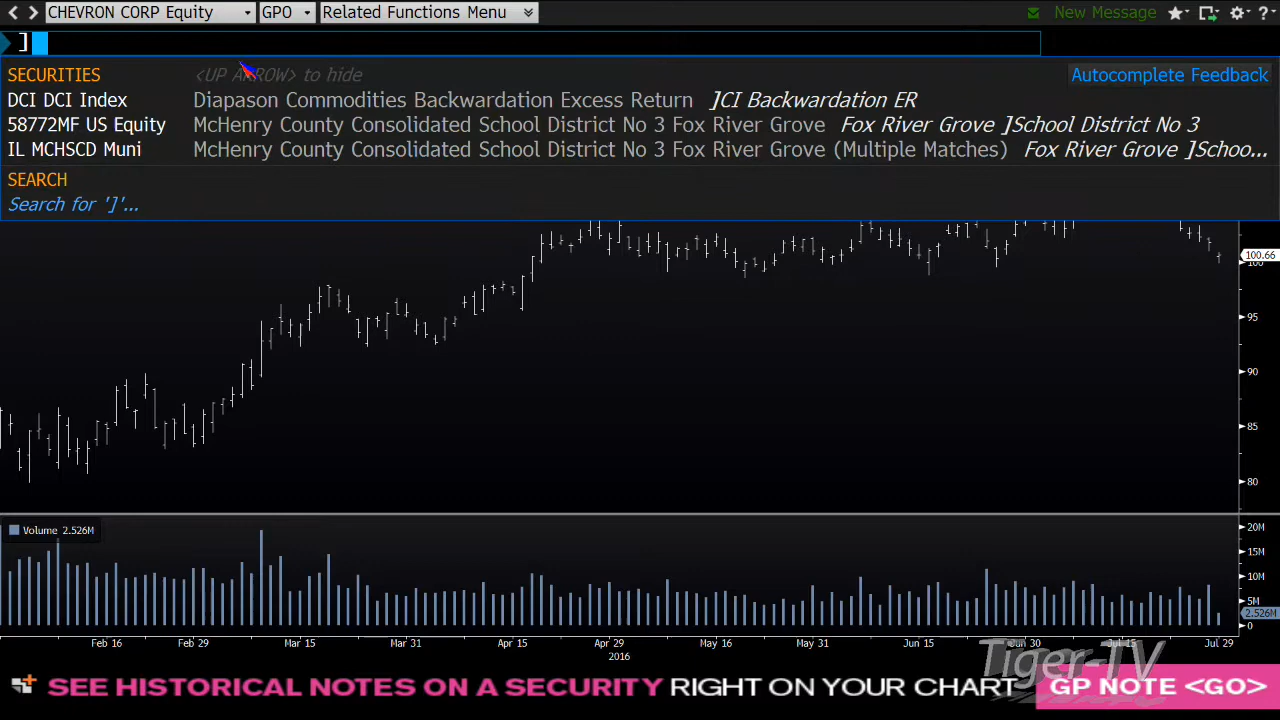 CHEVRON CORP Equity GPO Related Functions Menu New Message ?
]
SECURITIES <UP ARROW> to hide Autocomplete Feedback
DCI DCI Index Diapason Commodities Backwardation Excess Return ]CI Backwardation ER
58772MF US Equity McHenry County Consolidated School District No 3 Fox River Grove Fox River Grove ]School District No 3
IL MCHSCD Muni McHenry County Consolidated School District No 3 Fox River Grove (Multiple Matches) Fox River Grove ]Schoo...
SEARCH
Search for ']'...
100.66
100
95
90
85
80
Volume 2.526M
20M
15M
10M
5M
2.526M
0
Feb 16 Feb 29 Mar 15 Mar 31 Apr 15 Apr 29 May 16 May 31 Jun 15 Jun 30 Jul 15 Jul 29
2016
Tiger-TV
SEE HISTORICAL NOTES ON A SECURITY RIGHT ON YOUR CHART GP NOTE <GO>